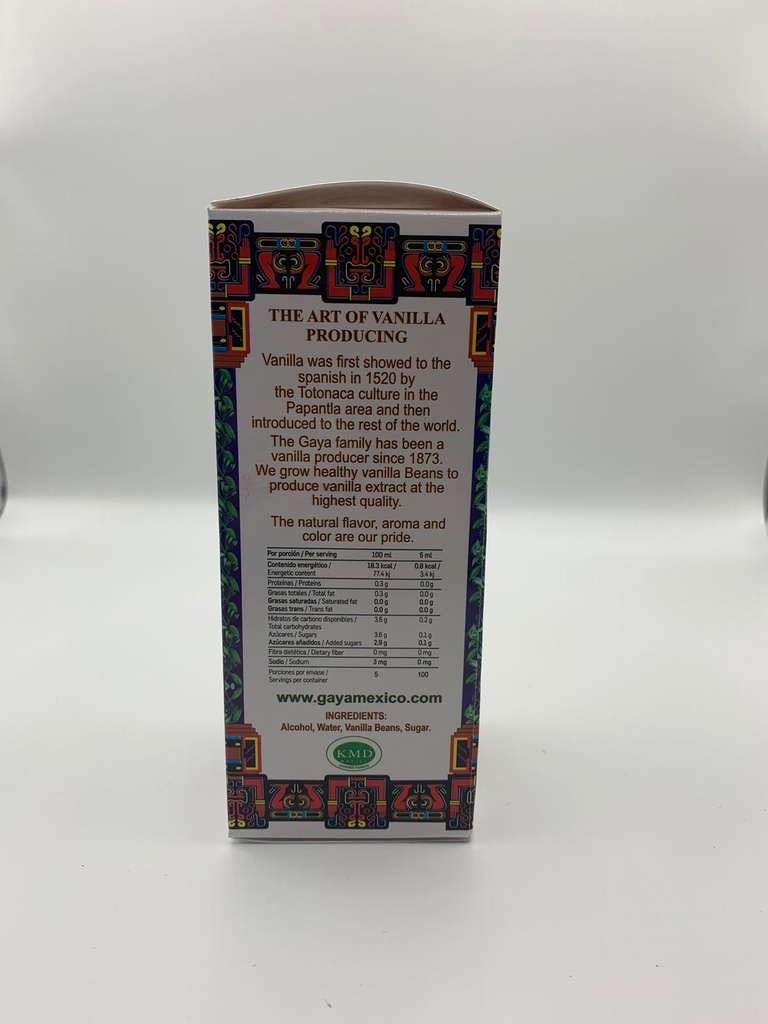 THE ART OF VANILLA
PRODUCING
Vanilla was first showed to the
spanish in 1520 by
the Totonaca culture in the
Papantla area and then
introduced to the rest of the world.
The Gaya family has been a
vanilla producer since 1873.
We grow healthy vanilla Beans to
produce vanilla extract at the
highest quality.
The natural flavor, aroma and
color are our pride.
Por porción / Per serving 100 ml 5 ml
Contenido energético / 18.3 kcal / 0.8 kcal /
Energetic content 77.4 kj 3.4 kj
Proteínas / Proteins 0.3 g 0.0 g
Grasas totales / Total fat 0.3 g 0.0 g
Grasas saturadas / Saturated fat 0.0 g 0.0 g
Grasas trans / Trans fat 0.0 g 0.0 g
Hidratos de carbono disponibles / 3.6 g 0.2 g
Total carbohydrates
Azúcares / Sugars 3.6 g 0.1 g
Azúcares añadidos / Added sugars 2.9 g 0.1 g
Fibra dietética / Dietary fiber 0 mg 0 mg
Sodio / Sodium 3 mg 0 mg
Porciones por envase / 5 100
Servings per container
www.gayamexico.com
INGREDIENTS:
Alcohol, Water, Vanilla Beans, Sugar.
KMD